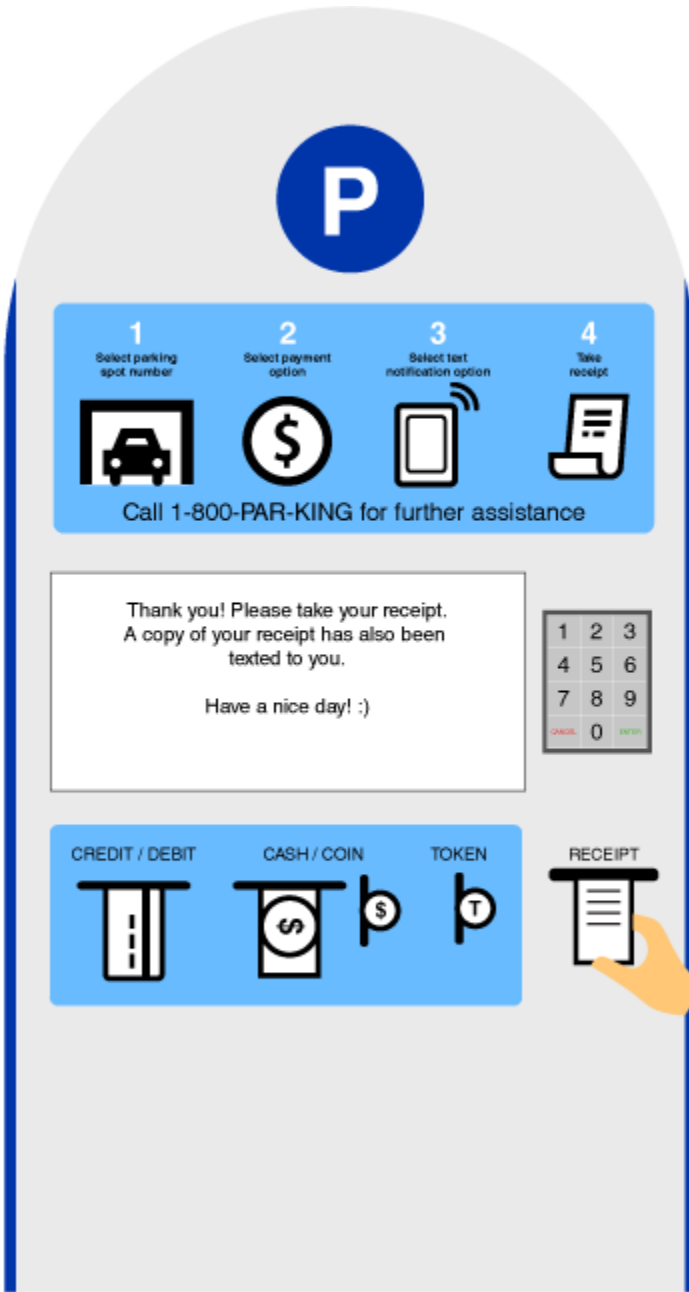 P
1
Select parking
spot number
2
Select payment
option
3
Select text
notification option
4
Take
receipt
$
Call 1-800-PAR-KING for further assistance
Thank you! Please take your receipt.
A copy of your receipt has also been
texted to you.
Have a nice day! :)
1 2 3
4 5 6
7 8 9
CANCEL 0 ENTER
CREDIT / DEBIT
CASH / COIN
TOKEN
RECEIPT
$
$
T